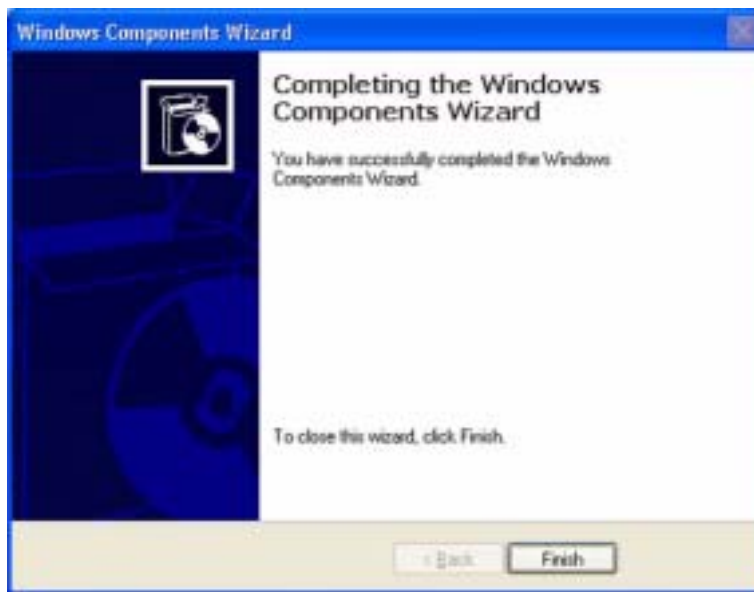 Windows Components Wizard
Completing the Windows
Components Wizard
You have successfully completed the Windows
Components Wizard.
To close this wizard, click Finish.
< Back
Finish